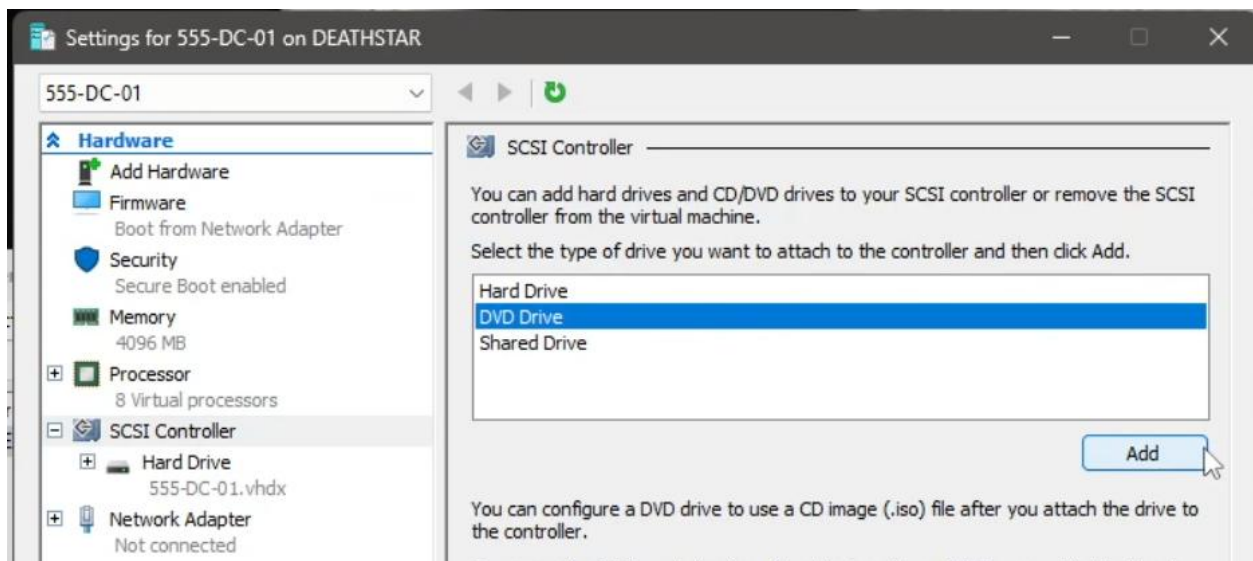 Settings for 555-DC-01 on DEATHSTAR
555-DC-01
Hardware
Add Hardware
Firmware
Boot from Network Adapter
Security
Secure Boot enabled
Memory
4096 MB
Processor
8 Virtual processors
SCSI Controller
Hard Drive
555-DC-01.vhdx
Network Adapter
Not connected
SCSI Controller
You can add hard drives and CD/DVD drives to your SCSI controller or remove the SCSI
controller from the virtual machine.
Select the type of drive you want to attach to the controller and then click Add.
Hard Drive
DVD Drive
Shared Drive
Add
You can configure a DVD drive to use a CD image (.iso) file after you attach the drive to
the controller.